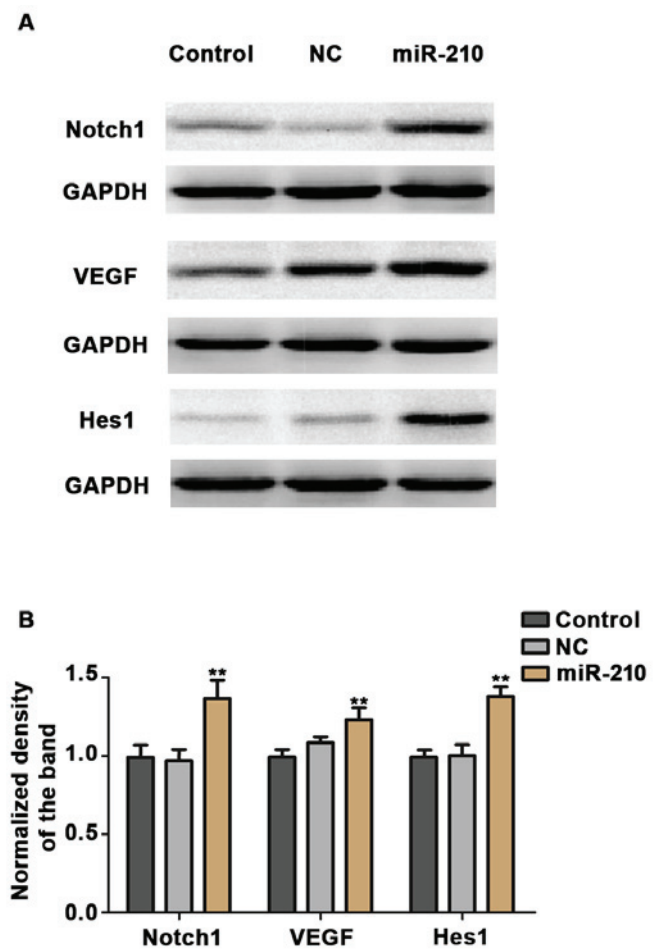 A
Control NC miR-210
Notch1
GAPDH
VEGF
GAPDH
Hes1
GAPDH
B
Control
NC
miR-210
Normalized density
of the band
1.5
1.0
0.5
0.0
** ** **
Notch1 VEGF Hes1